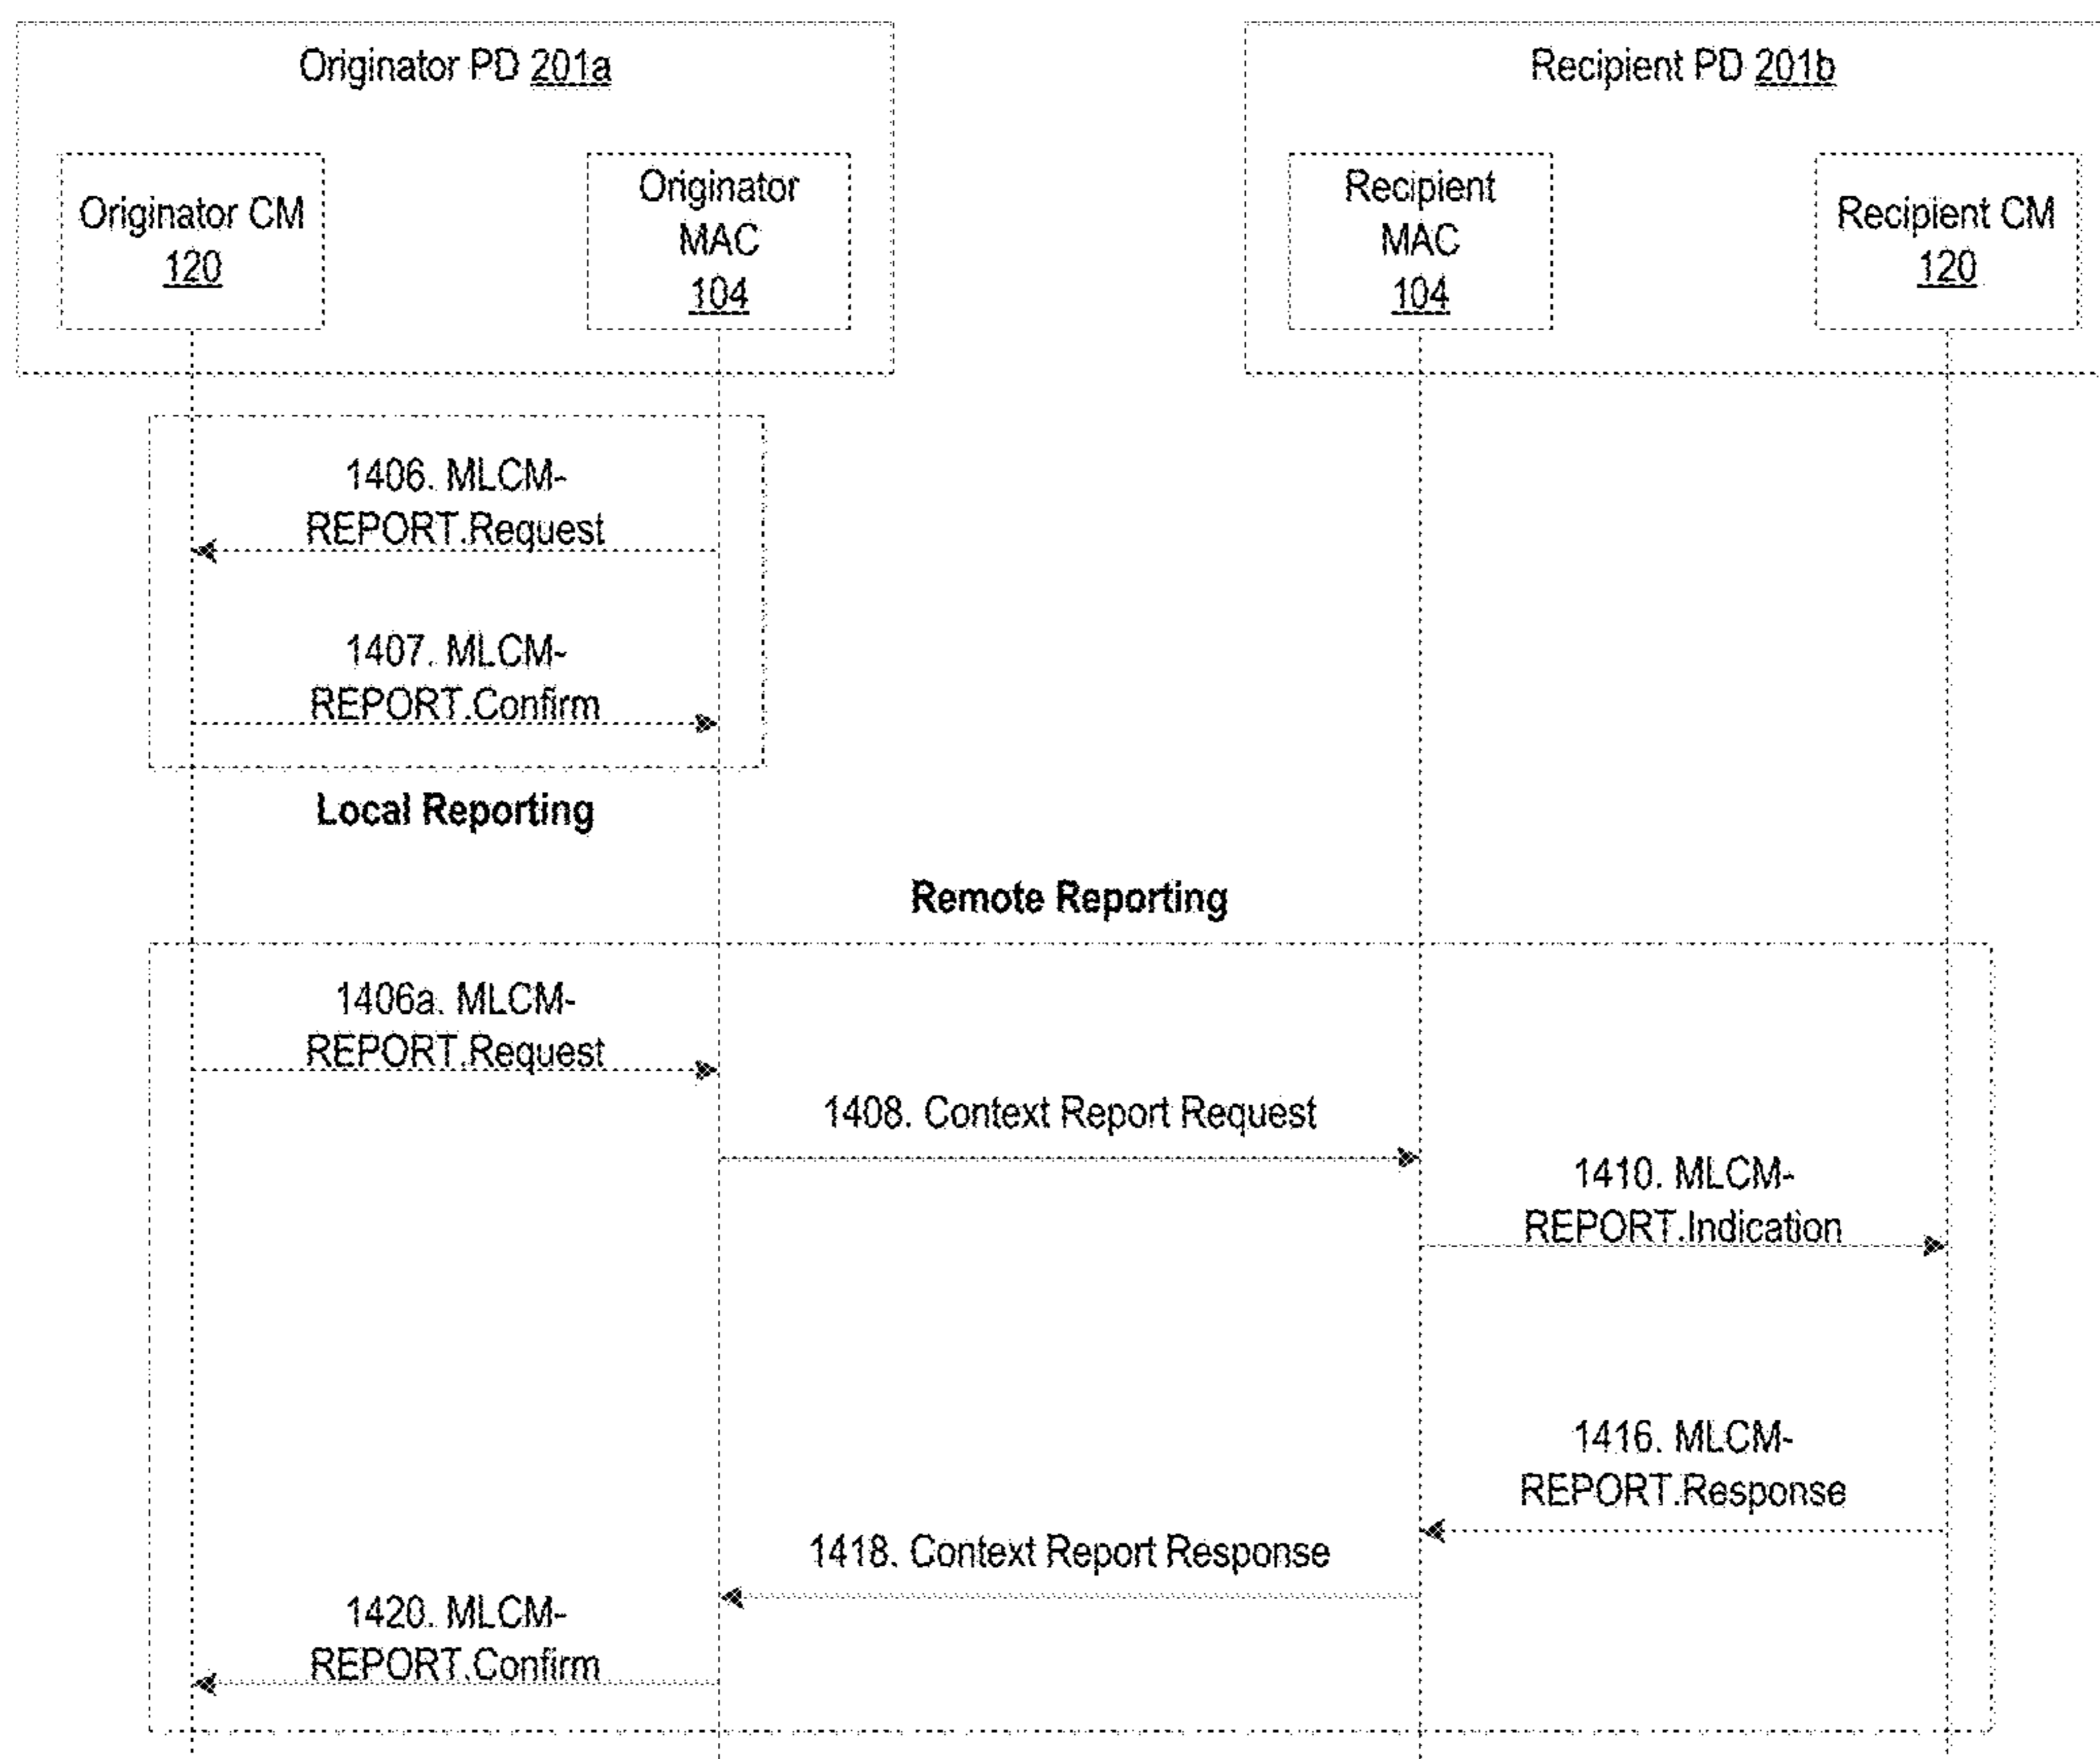 Originator PD 201a
Recipient PD 201b
Originator CM
120
Originator
MAC
104
Recipient
MAC
104
Recipient CM
120
1406. MLCM-
REPORT.Request
1407. MLCM-
REPORT.Confirm
Local Reporting
Remote Reporting
1406a. MLCM-
REPORT.Request
1408. Context Report Request
1410. MLCM-
REPORT.Indication
1416. MLCM-
REPORT.Response
1418. Context Report Response
1420. MLCM-
REPORT.Confirm